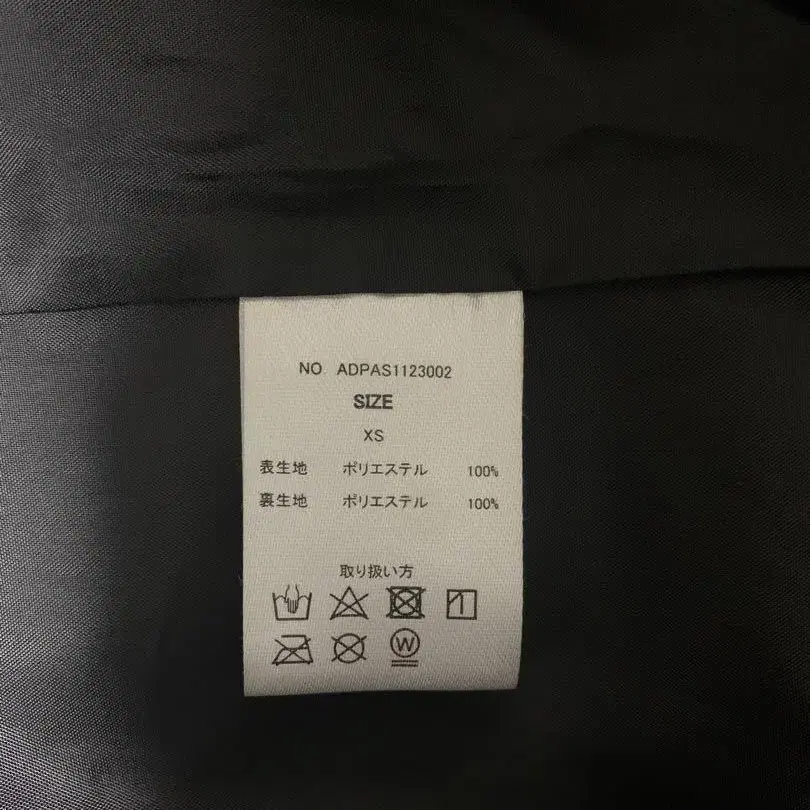 NO. ADPAS1123002
SIZE
XS
表生地 ポリエステル 100%
裏生地 ポリエステル 100%
取り扱い方
W